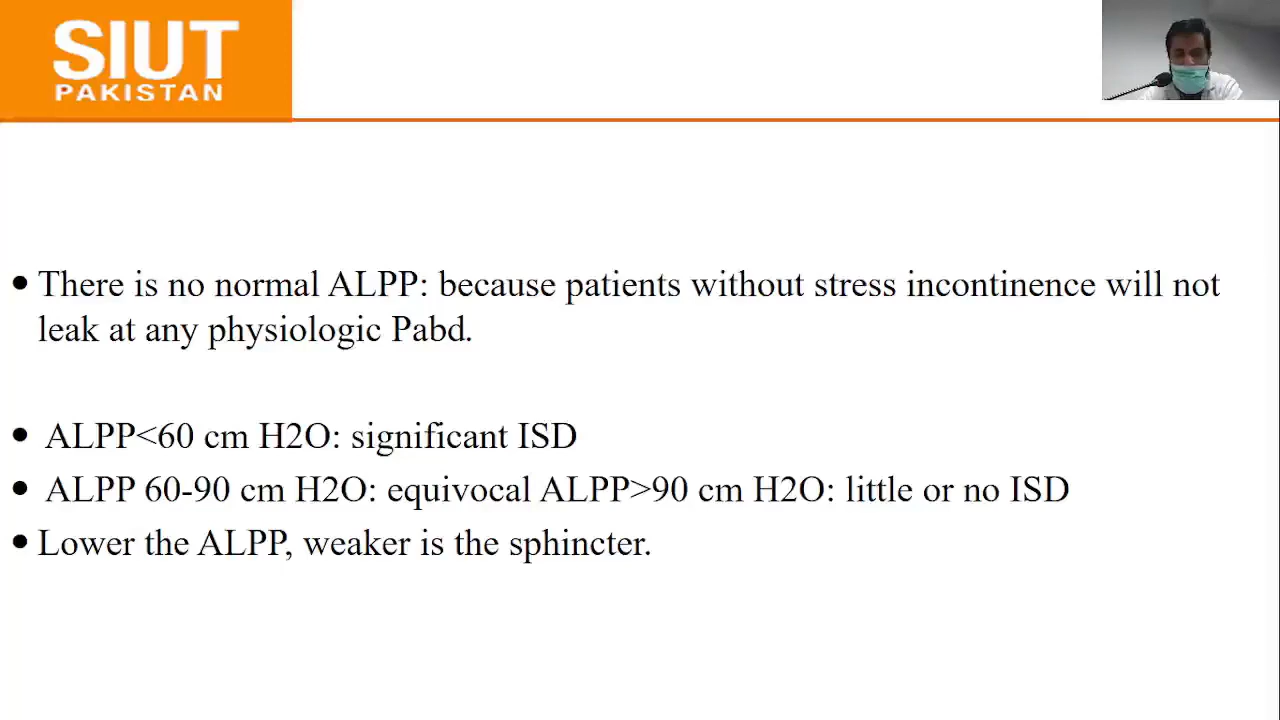 SIUT
PAKISTAN
• There is no normal ALPP: because patients without stress incontinence will not
leak at any physiologic Pabd.
• ALPP<60 cm H2O: significant ISD
• ALPP 60-90 cm H2O: equivocal ALPP>90 cm H2O: little or no ISD
• Lower the ALPP, weaker is the sphincter.